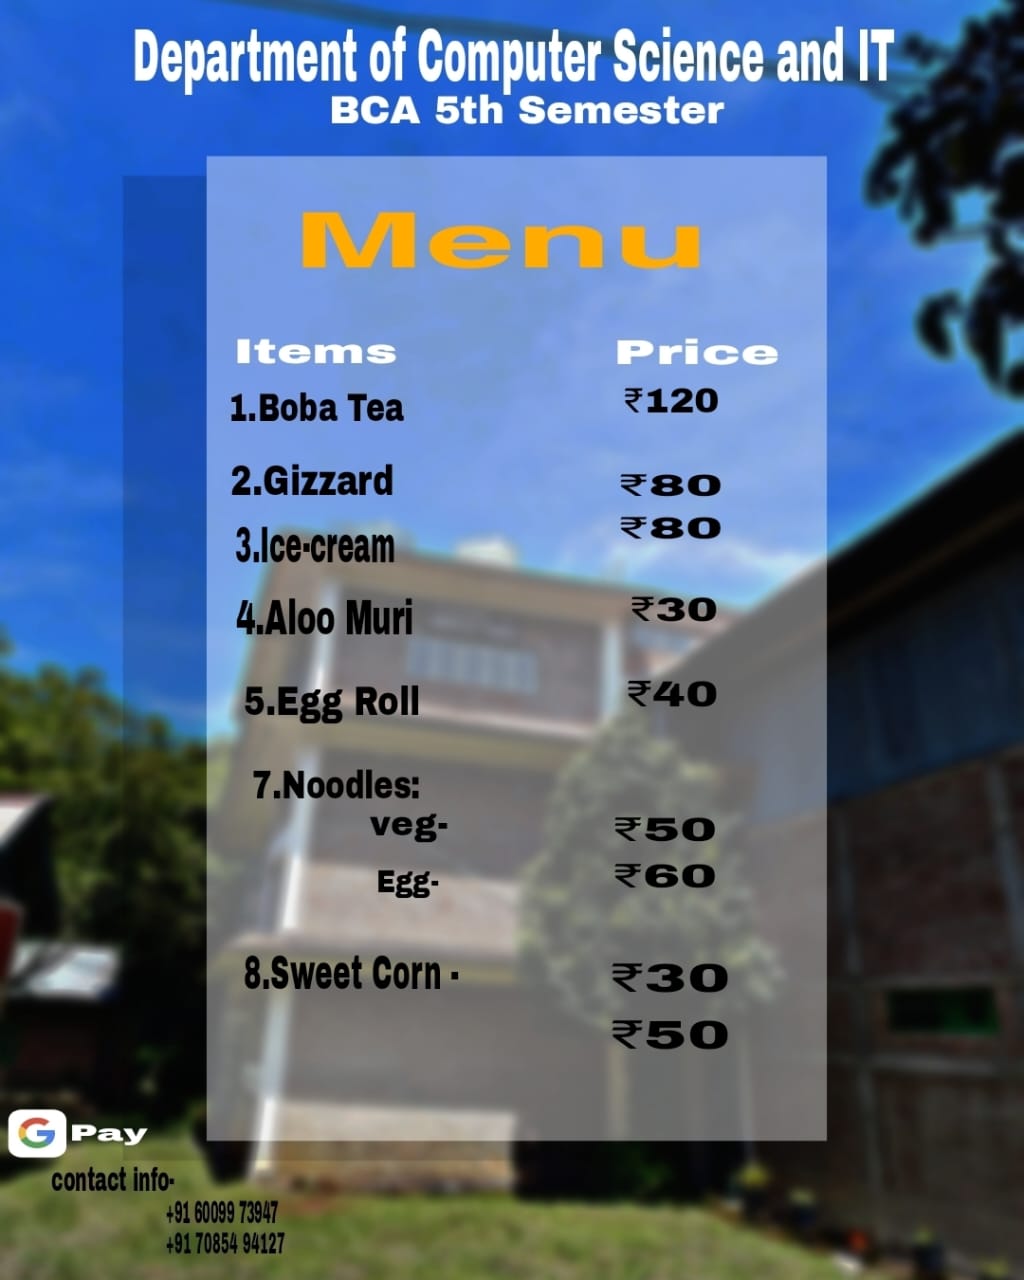 Department of Computer Science and IT
BCA 5th Semester
Menu
Items Price
1.Boba Tea ₹120
2.Gizzard ₹80
3.Ice-cream ₹80
4.Aloo Muri ₹30
5.Egg Roll ₹40
7.Noodles:
veg- ₹50
Egg- ₹60
8.Sweet Corn - ₹30
₹50
G Pay
contact info-
+91 60099 73947
+91 70854 94127